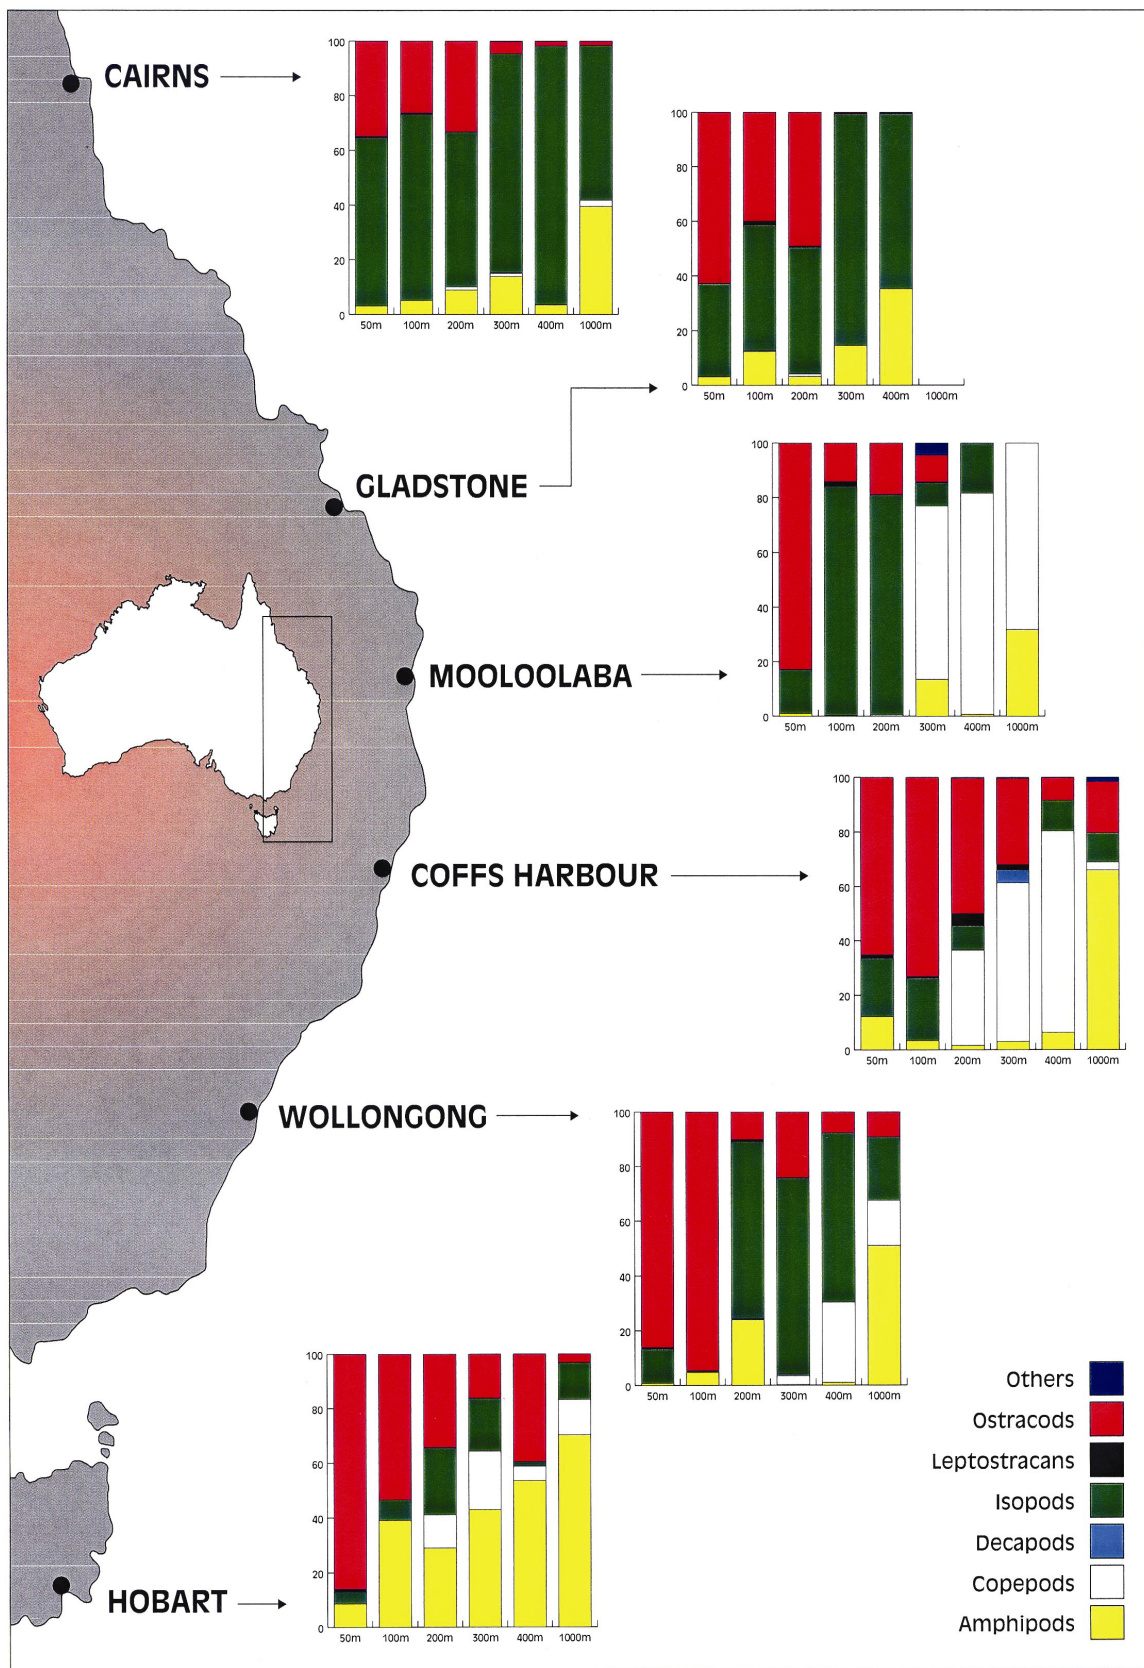 CAIRNS
100
80
60
40
20
0
50m 100m 200m 300m 400m 1000m
100
80
60
40
20
0
50m 100m 200m 300m 400m 1000m
GLADSTONE
100
80
60
40
20
0
50m 100m 200m 300m 400m 1000m
MOOLOOLABA
100
80
60
40
20
0
50m 100m 200m 300m 400m 1000m
COFFS HARBOUR
WOLLONGONG
100
80
60
40
20
0
50m 100m 200m 300m 400m 1000m
100
80
60
40
20
0
50m 100m 200m 300m 400m 1000m
HOBART
Others
Ostracods
Leptostracans
Isopods
Decapods
Copepods
Amphipods